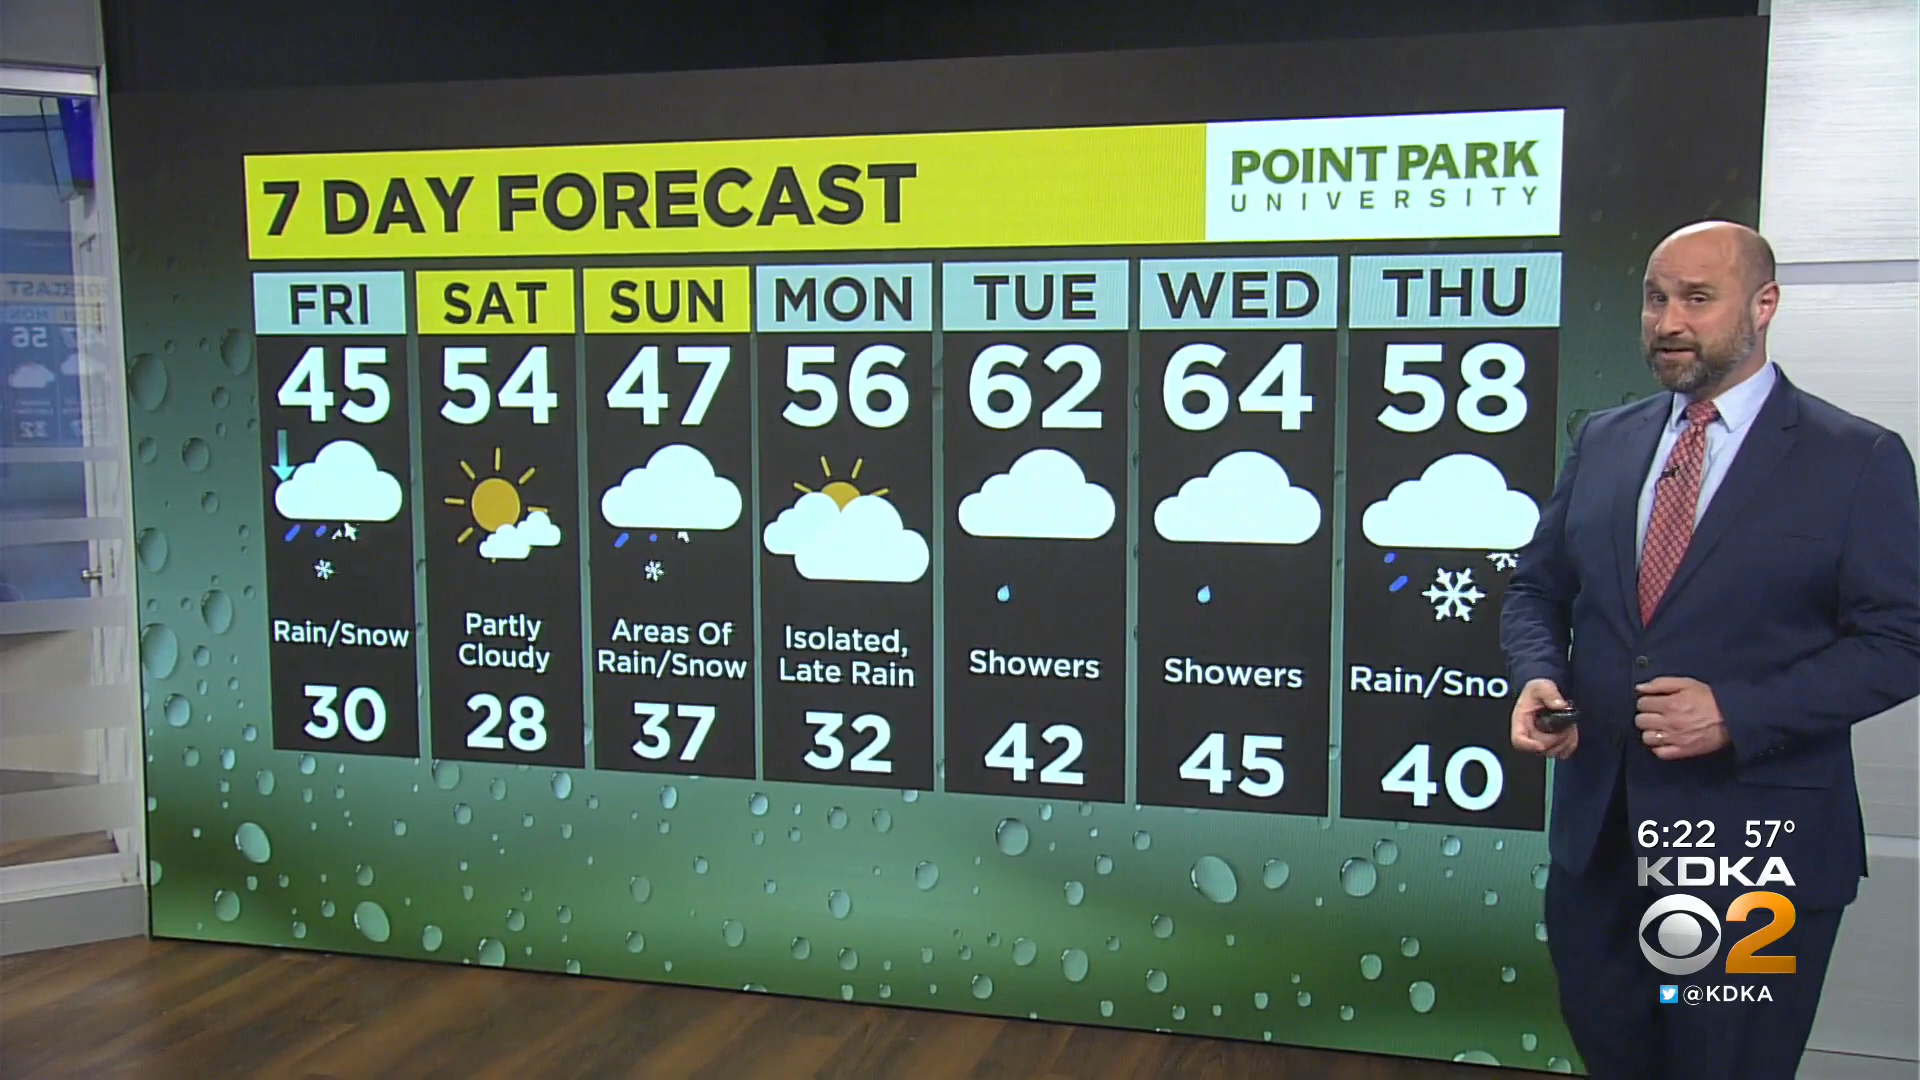 7 DAY FORECAST
POINT PARK
UNIVERSITY
FRI
SAT
SUN
MON
TUE
WED
THU
45
54
47
56
62
64
58
Rain/Snow
Partly
Cloudy
Areas Of
Rain/Snow
Isolated,
Late Rain
Showers
Showers
Rain/Sno
30
28
37
32
42
45
40
6:22 57°
KDKA
2
@KDKA
56